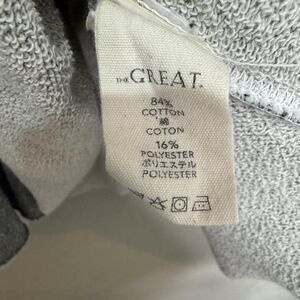 THE GREAT.
84%
COTTON
綿
COTON
16%
POLYESTER
ポリエステル
POLYESTER